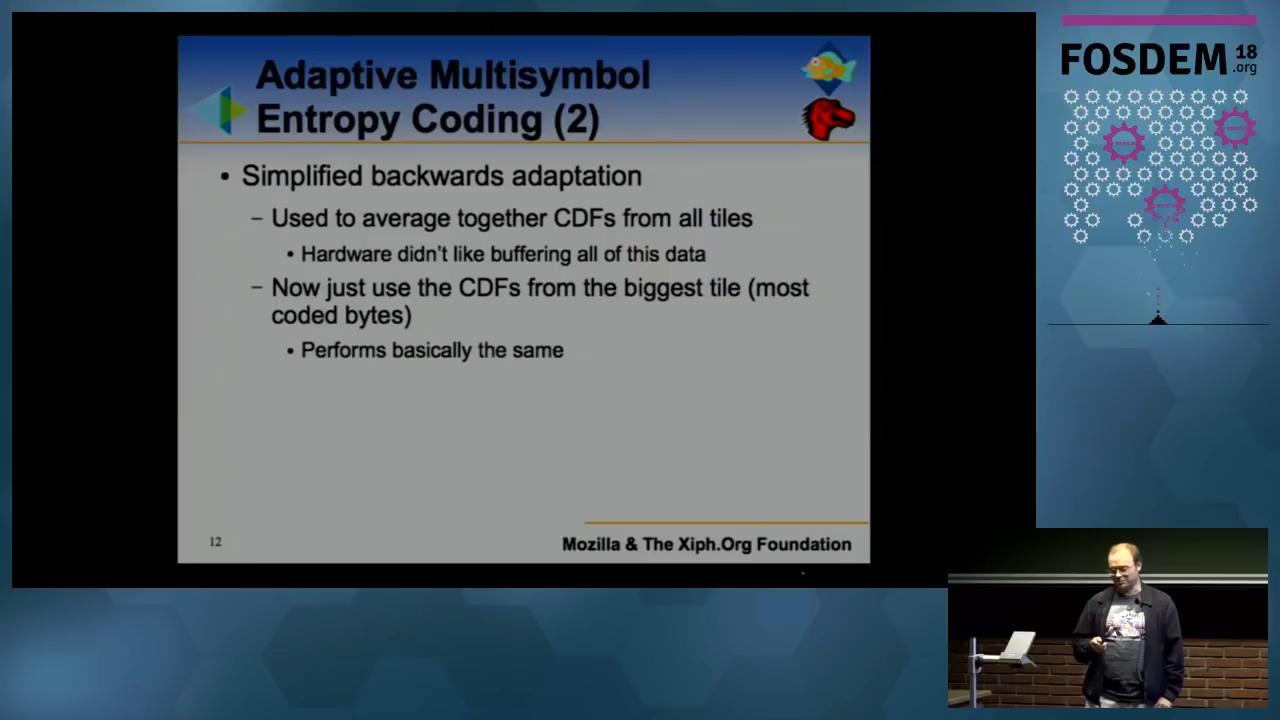 Adaptive Multisymbol
Entropy Coding (2)
• Simplified backwards adaptation
– Used to average together CDFs from all tiles
• Hardware didn't like buffering all of this data
– Now just use the CDFs from the biggest tile (most
coded bytes)
• Performs basically the same
12
Mozilla & The Xiph.Org Foundation
FOSDEM 18
.org